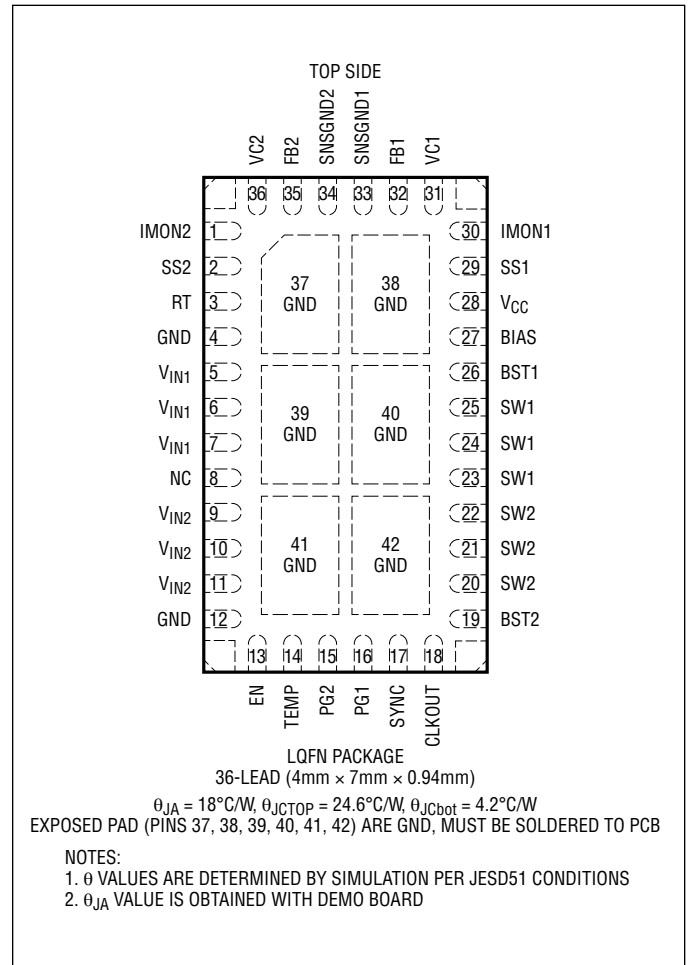 TOP SIDE
VC2
FB2
SNSGND2
SNSGND1
FB1
VC1
36
35
34
33
32
31
IMON2 1
30 IMON1
SS2 2
29 SS1
RT 3
28 VCC
GND 4
27 BIAS
VIN1 5
26 BST1
VIN1 6
25 SW1
VIN1 7
24 SW1
NC 8
23 SW1
VIN2 9
22 SW2
VIN2 10
21 SW2
VIN2 11
20 SW2
GND 12
19 BST2
37
GND
38
GND
39
GND
40
GND
41
GND
42
GND
13
14
15
16
17
18
EN
TEMP
PG2
PG1
SYNC
CLKOUT
LQFN PACKAGE
36-LEAD (4mm × 7mm × 0.94mm)
θJA = 18°C/W, θJCTOP = 24.6°C/W, θJCbot = 4.2°C/W
EXPOSED PAD (PINS 37, 38, 39, 40, 41, 42) ARE GND, MUST BE SOLDERED TO PCB
NOTES:
1. θ VALUES ARE DETERMINED BY SIMULATION PER JESD51 CONDITIONS
2. θJA VALUE IS OBTAINED WITH DEMO BOARD